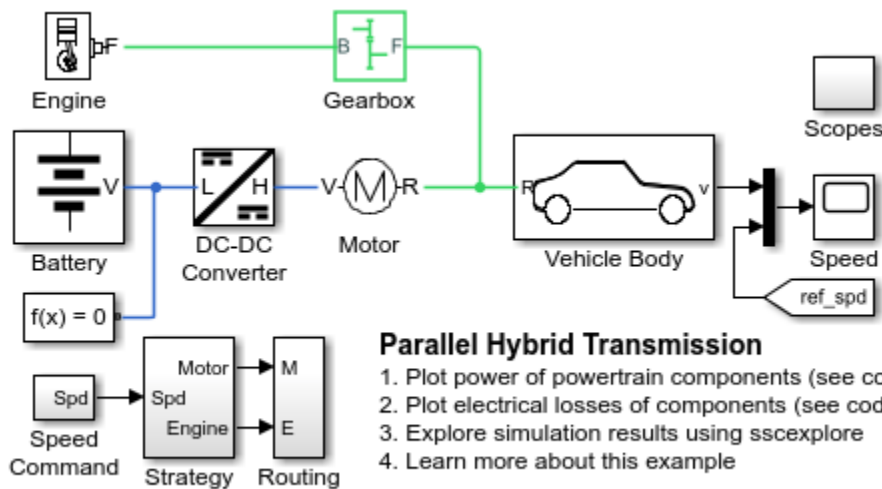 F
B F
Engine
Gearbox
Scopes
V
L H
V M R
R v
Battery
DC-DC
Converter
Motor
Vehicle Body
Speed
ref_spd
f(x) = 0
Parallel Hybrid Transmission
1. Plot power of powertrain components (see co
2. Plot electrical losses of components (see cod
3. Explore simulation results using sscexplore
4. Learn more about this example
Spd
Speed
Command
Spd
Motor
Engine
Strategy
M
E
Routing